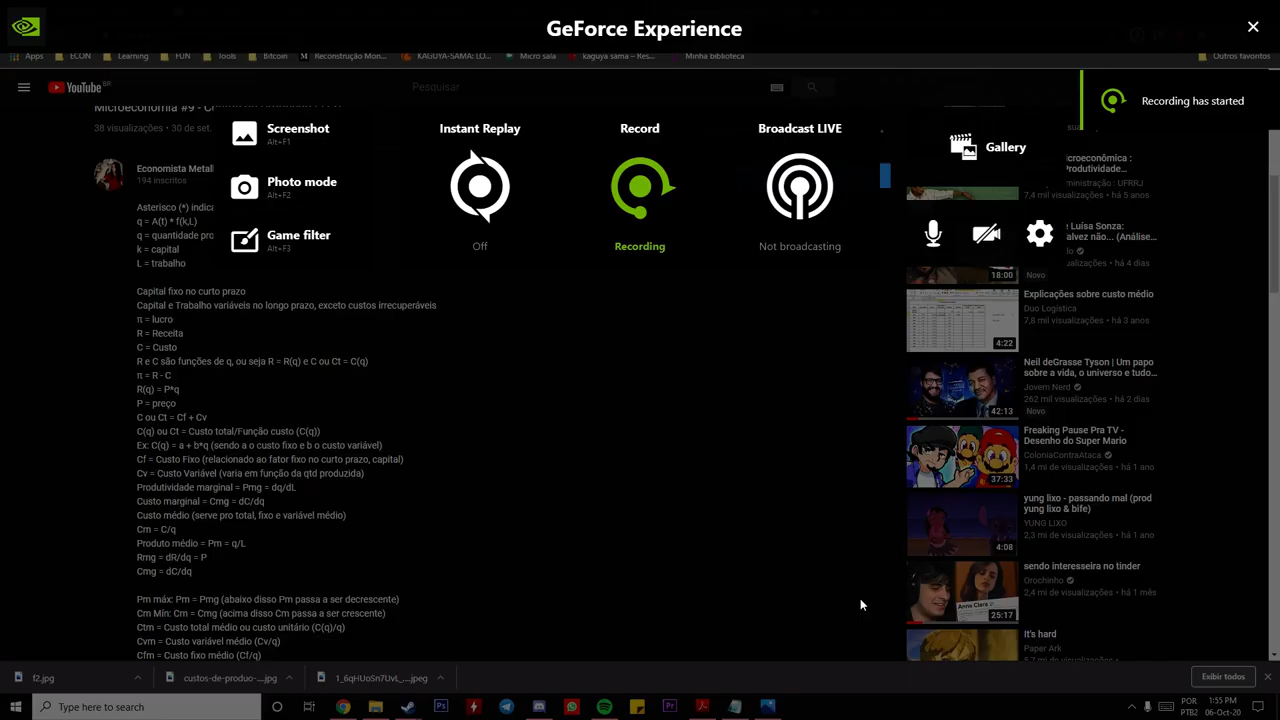 GeForce Experience
Apps
ECON
Learning
FUN
Tools
Bitcoin
Reconstrução Mon...
KAGUYA-SAMA: LO...
Micro sala
kaguya sama – Res...
Minha biblioteca
Outros favoritos
YouTube
Pesquisar
Recording has started
38 visualizações • 30 de set.
Economista Metall
194 inscritos
Screenshot
Alt+F1
Photo mode
Alt+F2
Game filter
Alt+F3
Instant Replay
Off
Record
Recording
Broadcast LIVE
Not broadcasting
Gallery
Asterisco (*) indica
q = A(t) * f(k,L)
q = quantidade pro
k = capital
L = trabalho
Capital fixo no curto prazo
Capital e Trabalho variáveis no longo prazo, exceto custos irrecuperáveis
π = lucro
R = Receita
C = Custo
R e C são funções de q, ou seja R = R(q) e C ou Ct = C(q)
π = R - C
R(q) = P*q
P = preço
C ou Ct = Cf + Cv
C(q) ou Ct = Custo total/Função custo (C(q))
Ex: C(q) = a + b*q (sendo a o custo fixo e b o custo variável)
Cf = Custo Fixo (relacionado ao fator fixo no curto prazo, capital)
Cv = Custo Variável (varia em função da qtd produzida)
Produtividade marginal = Pmg = dq/dL
Custo marginal = Cmg = dC/dq
Custo médio (serve pro total, fixo e variável médio)
Cm = C/q
Produto médio = Pm = q/L
Rmg = dR/dq = P
Cmg = dC/dq
Pm máx: Pm = Pmg (abaixo disso Pm passa a ser decrescente)
Cm Mín: Cm = Cmg (acima disso Cm passa a ser crescente)
Ctm = Custo total médio ou custo unitário (C(q)/q)
Cvm = Custo variável médio (Cv/q)
Cfm = Custo fixo médio (Cf/q)
icroeconômica :
Produtividade...
ministração : UFRRJ
7,4 mil visualizações • há 5 anos
e Luísa Sonza:
alvez não... (Análise...
sualizações • há 4 dias
18:00
Novo
Explicações sobre custo médio
Duo Logistica
7,8 mil visualizações • há 3 anos
4:22
Neil deGrasse Tyson | Um papo
sobre a vida, o universo e tudo...
Jovem Nerd
262 mil visualizações • há 2 dias
42:13
Novo
Freaking Pause Pra TV -
Desenho do Super Mario
ColoniaContraAtaca
1,4 mi de visualizações • há 1 ano
37:33
yung lixo - passando mal (prod
yung lixo & bife)
YUNG LIXO
2,3 mi de visualizações • há 1 ano
4:08
sendo interesseira no tinder
Orochinho
2,4 mi de visualizações • há 1 mês
Anna Clara
25:17
It's hard
Paper Ark
f2.jpg
custos-de-produo-....jpg
1_6qHUoSn7UvL_....jpeg
Exibir todos
Type here to search
POR
PTB2
1:55 PM
06-Oct-20